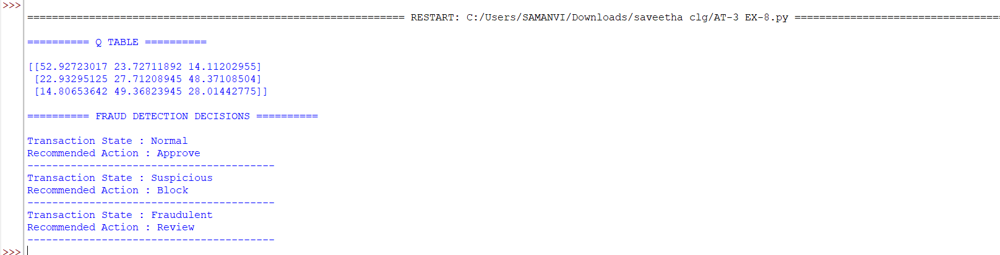 >>>
============================================================= RESTART: C:/Users/SAMANVI/Downloads/saveetha clg/AT-3 EX-8.py =================================
========== Q TABLE ==========
[[52.92723017 23.72711892 14.11202955]
 [22.93295125 27.71208945 48.37108504]
 [14.80653642 49.36823945 28.01442775]]
========== FRAUD DETECTION DECISIONS ==========
Transaction State : Normal
Recommended Action : Approve
----------------------------------------
Transaction State : Suspicious
Recommended Action : Block
----------------------------------------
Transaction State : Fraudulent
Recommended Action : Review
----------------------------------------
>>>